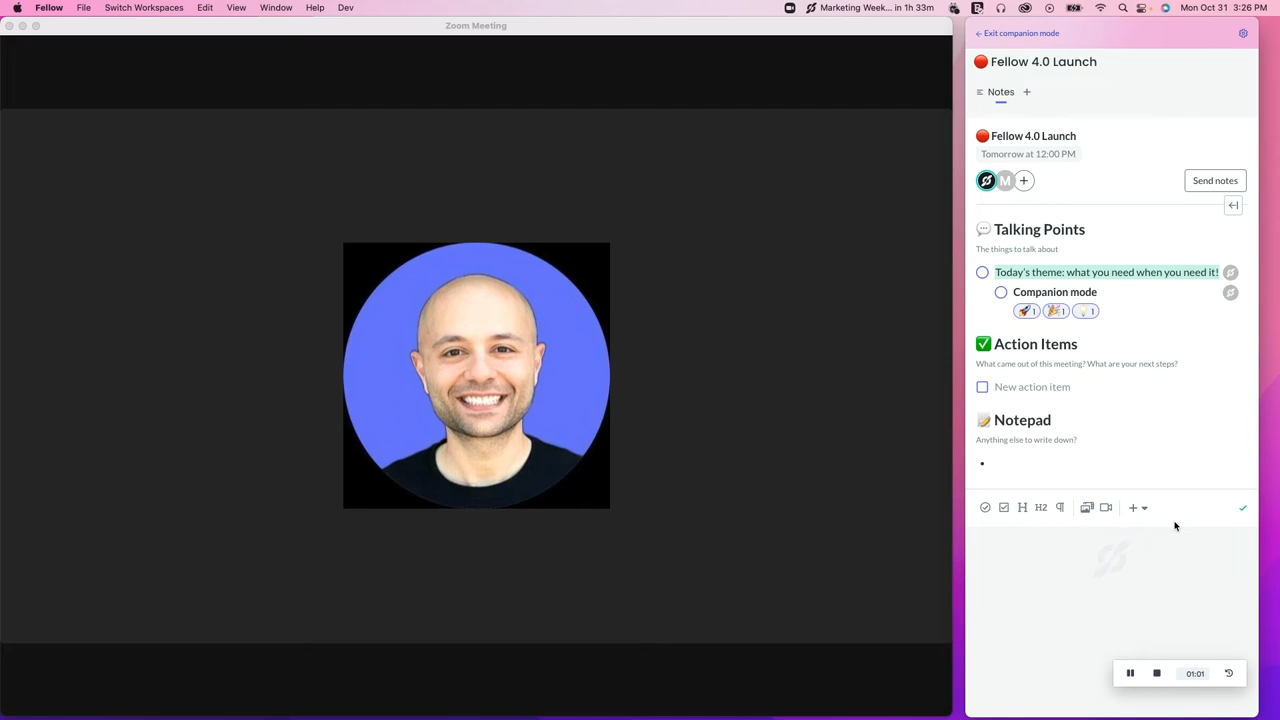 Fellow File Switch Workspaces Edit View Window Help Dev Marketing Week... in 1h 33m Mon Oct 31 3:26 PM
Zoom Meeting
← Exit companion mode
🔴 Fellow 4.0 Launch
Notes +
🔴 Fellow 4.0 Launch
Tomorrow at 12:00 PM
M + Send notes
💬 Talking Points
The things to talk about
Today's theme: what you need when you need it!
Companion mode
🚀 1 🎉 1 💡 1
✅ Action Items
What came out of this meeting? What are your next steps?
New action item
📝 Notepad
Anything else to write down?
H H2
01:01